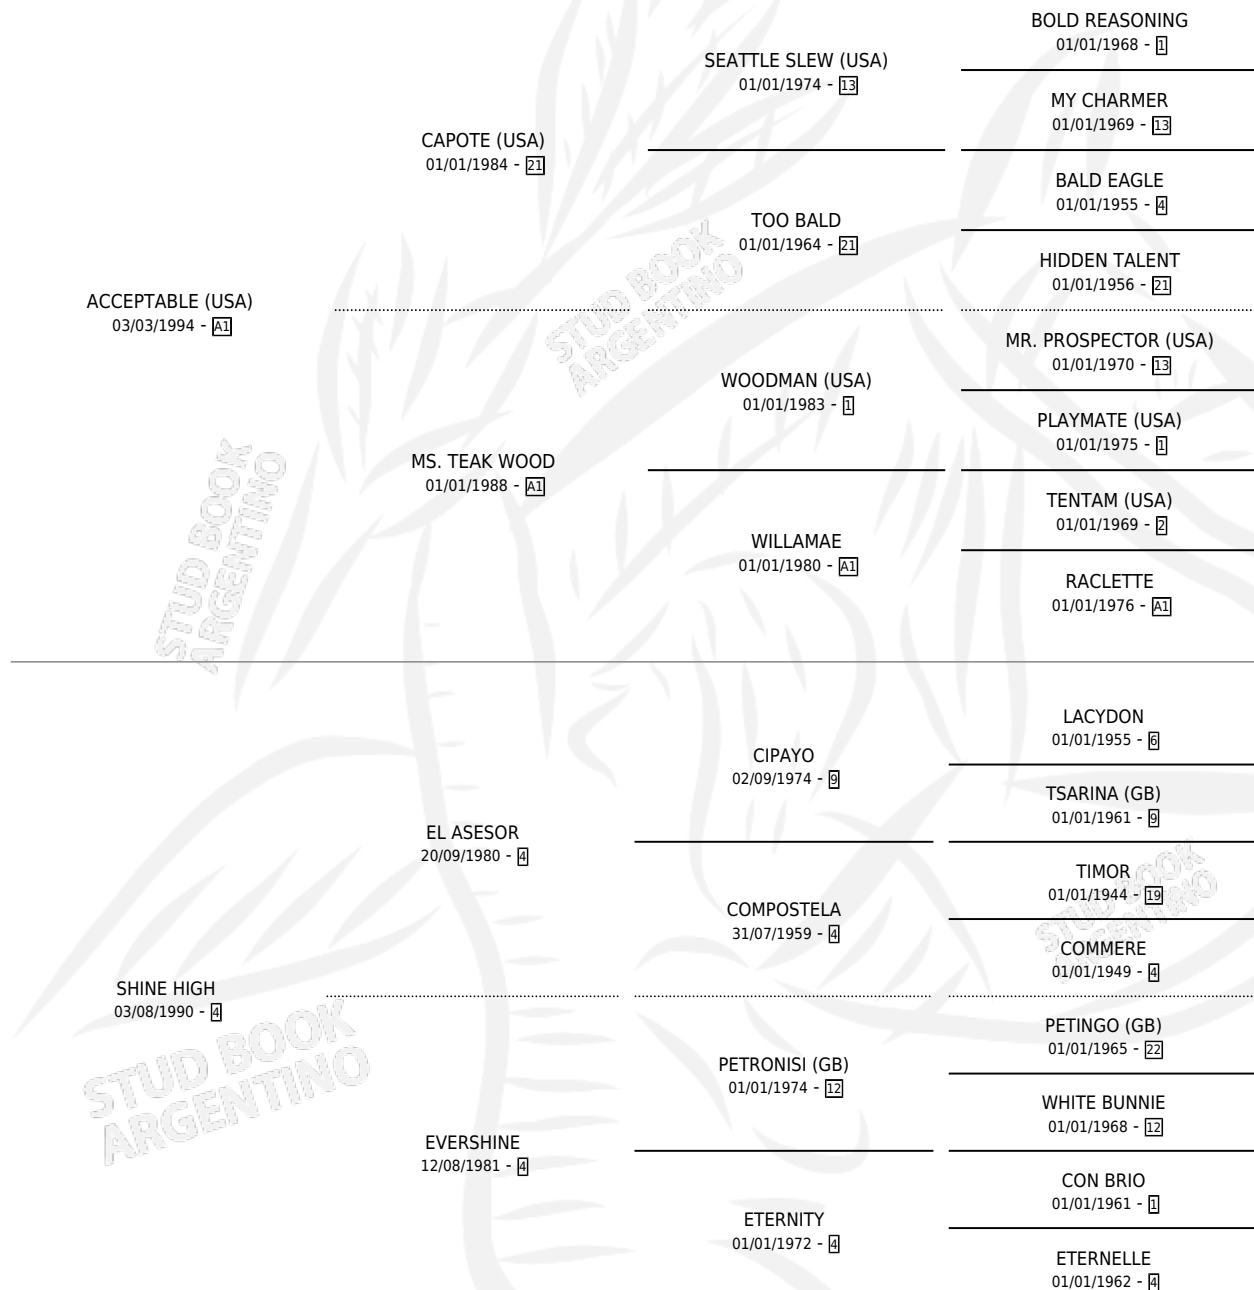 BOLD REASONING
01/01/1968 - 1
SEATTLE SLEW (USA)
01/01/1974 - 13
MY CHARMER
01/01/1969 - 13
CAPOTE (USA)
01/01/1984 - 21
BALD EAGLE
01/01/1955 - 4
TOO BALD
01/01/1964 - 21
HIDDEN TALENT
01/01/1956 - 21
ACCEPTABLE (USA)
03/03/1994 - A1
MR. PROSPECTOR (USA)
01/01/1970 - 13
WOODMAN (USA)
01/01/1983 - 1
PLAYMATE (USA)
01/01/1975 - 1
MS. TEAK WOOD
01/01/1988 - A1
TENTAM (USA)
01/01/1969 - 2
WILLAMAE
01/01/1980 - A1
RACLETTE
01/01/1976 - A1
LACYDON
01/01/1955 - 6
CIPAYO
02/09/1974 - 9
TSARINA (GB)
01/01/1961 - 9
EL ASESOR
20/09/1980 - 4
TIMOR
01/01/1944 - 19
COMPOSTELA
31/07/1959 - 4
COMMERE
01/01/1949 - 4
SHINE HIGH
03/08/1990 - 4
PETINGO (GB)
01/01/1965 - 22
PETRONISI (GB)
01/01/1974 - 12
WHITE BUNNIE
01/01/1968 - 12
EVERSHINE
12/08/1981 - 4
CON BRIO
01/01/1961 - 1
ETERNITY
01/01/1972 - 4
ETERNELLE
01/01/1962 - 4
STUD BOOK
ARGENTINO
STUD BOOK
ARGENTINO
STUD BOOK
ARGENTINO
STUD BOOK
ARGENTINO